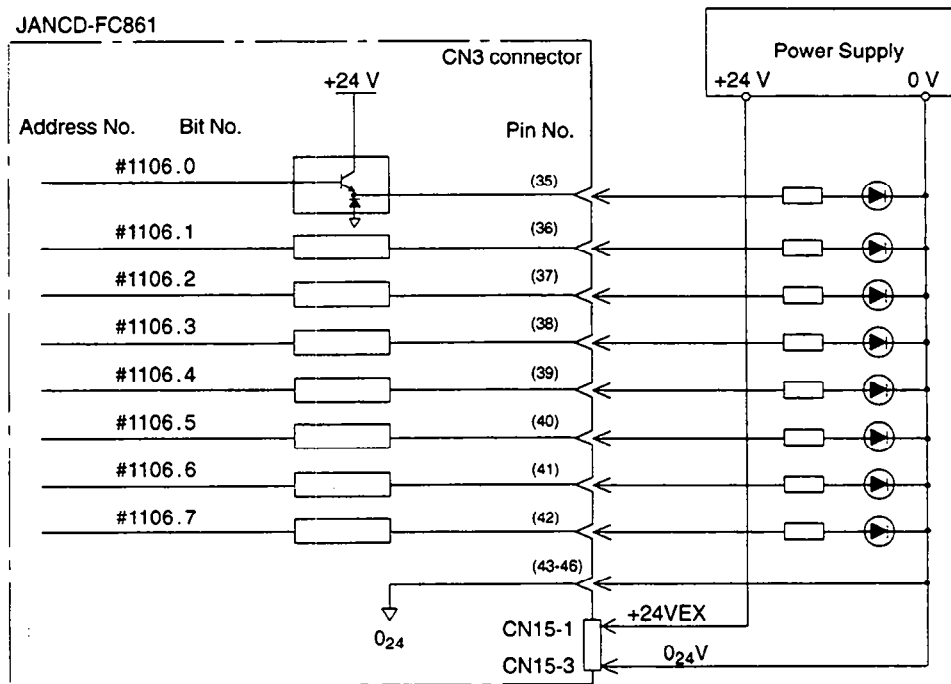 JANCD-FC861
CN3 connector
Power Supply
+24 V
+24 V 0 V
Address No. Bit No. Pin No.
#1106.0 (35)
#1106.1 (36)
#1106.2 (37)
#1106.3 (38)
#1106.4 (39)
#1106.5 (40)
#1106.6 (41)
#1106.7 (42)
(43-46)
0₂₄
CN15-1 +24VEX
CN15-3 0₂₄V